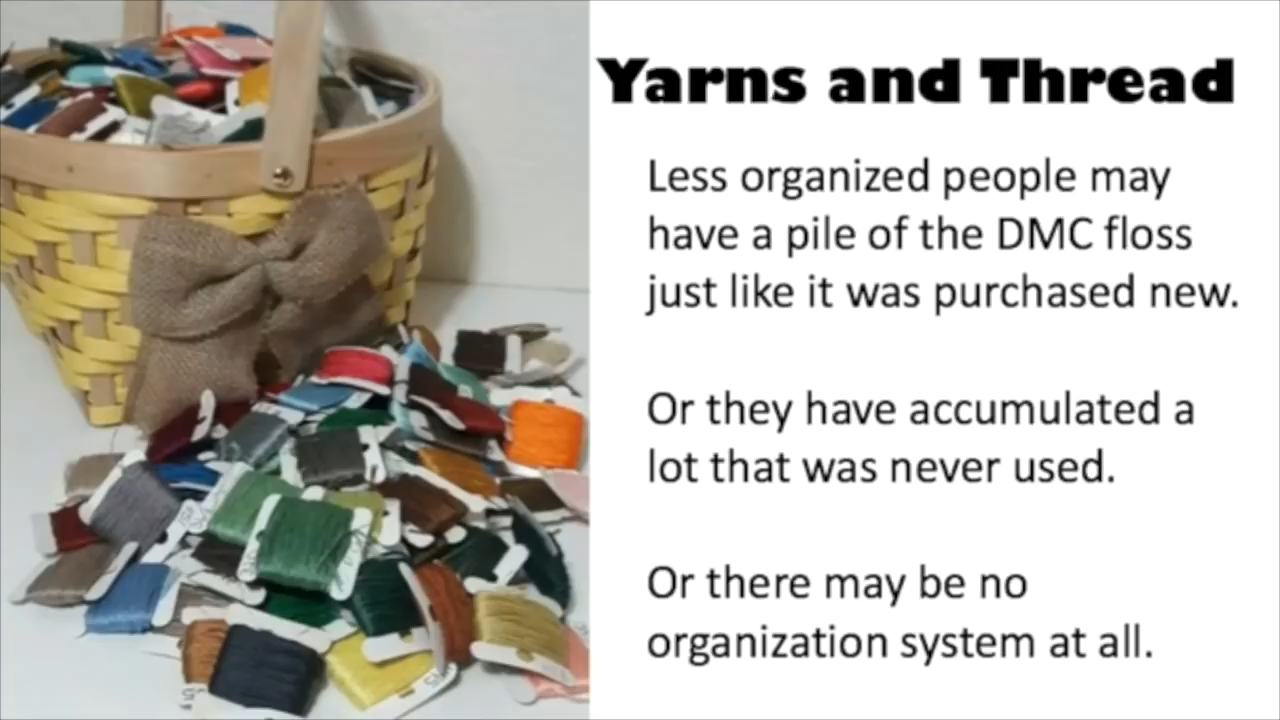 Yarns and Thread
Less organized people may
have a pile of the DMC floss
just like it was purchased new.
Or they have accumulated a
lot that was never used.
Or there may be no
organization system at all.